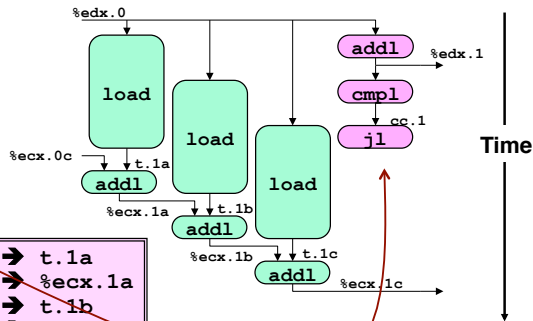 %edx.0
addl
%edx.1
load
cmpl
load
cc.1
jl
load
Time
%ecx.0c
t.1a
addl
%ecx.1a
t.1b
addl
%ecx.1b
t.1c
addl
%ecx.1c
➔ t.1a
➔ %ecx.1a
➔ t.1b